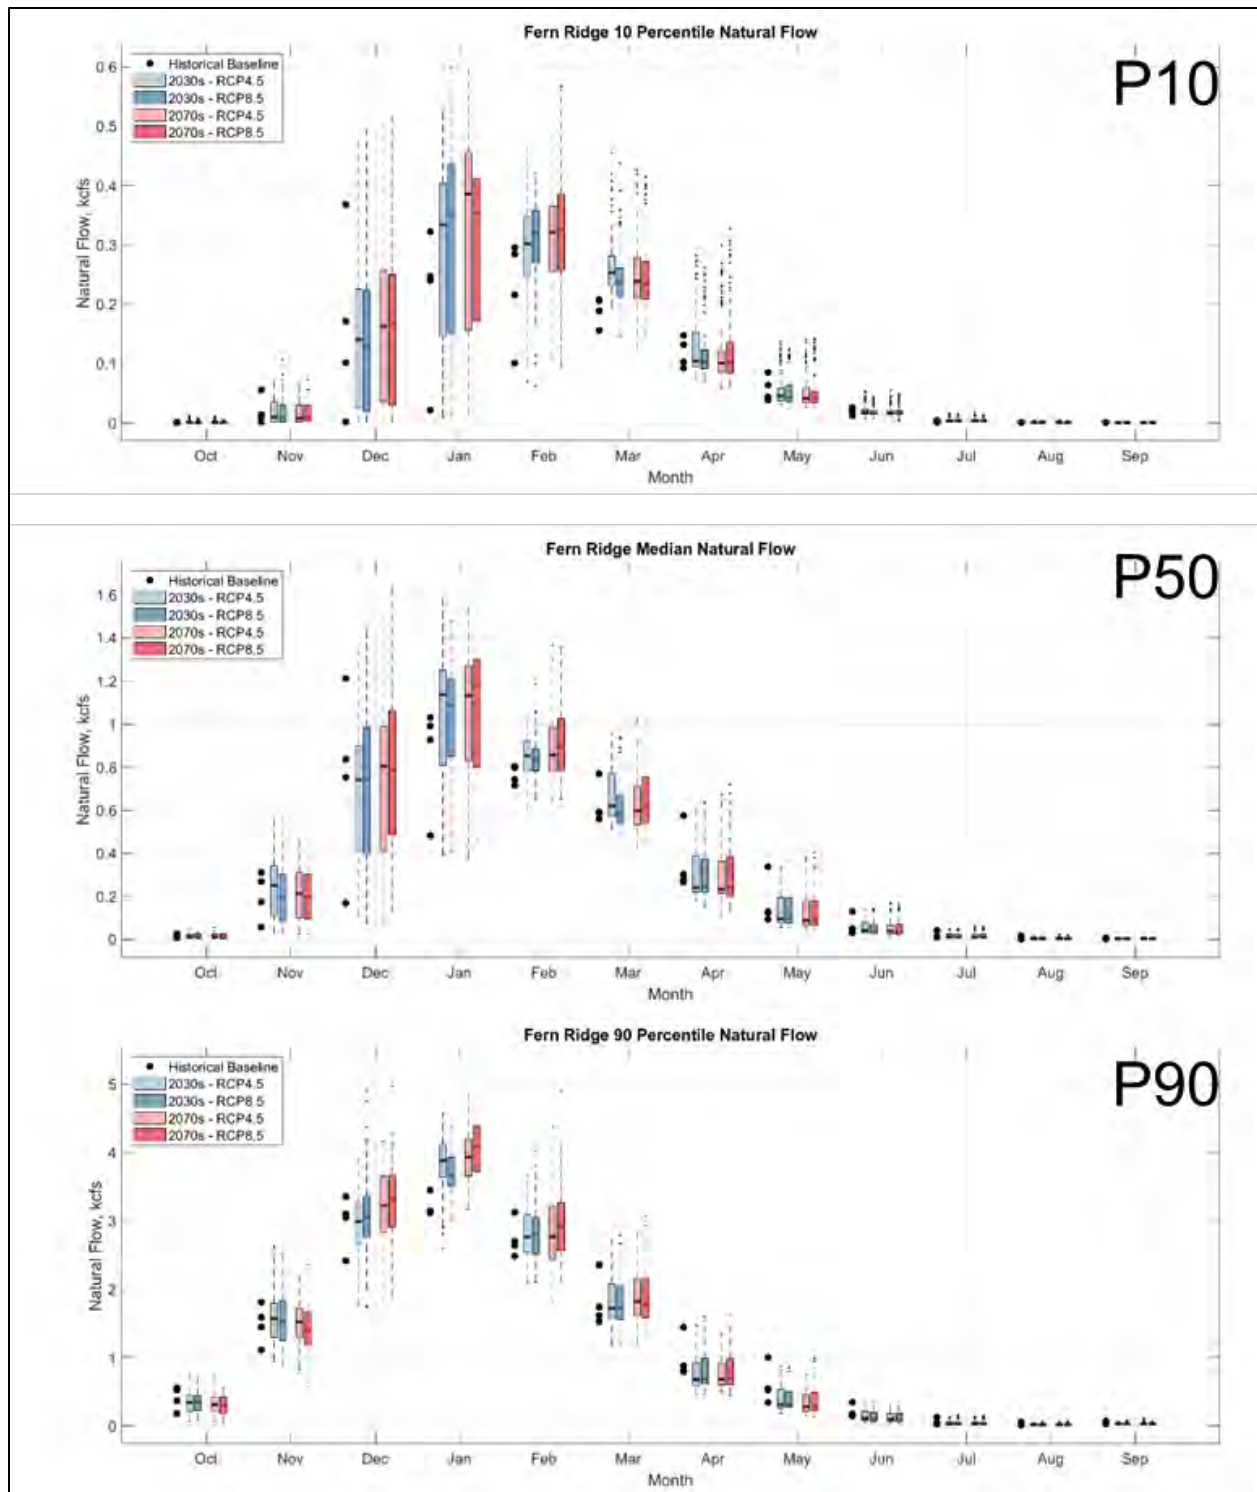 Fern Ridge 10 Percentile Natural Flow
P10
Historical Baseline
2030s - RCP4.5
2030s - RCP8.5
2070s - RCP4.5
2070s - RCP8.5
0.6
0.5
0.4
0.3
0.2
0.1
0
Natural Flow, kcfs
Oct Nov Dec Jan Feb Mar Apr May Jun Jul Aug Sep
Month
Fern Ridge Median Natural Flow
P50
Historical Baseline
2030s - RCP4.5
2030s - RCP8.5
2070s - RCP4.5
2070s - RCP8.5
1.6
1.4
1.2
1
0.8
0.6
0.4
0.2
0
Natural Flow, kcfs
Oct Nov Dec Jan Feb Mar Apr May Jun Jul Aug Sep
Month
Fern Ridge 90 Percentile Natural Flow
P90
Historical Baseline
2030s - RCP4.5
2030s - RCP8.5
2070s - RCP4.5
2070s - RCP8.5
5
4
3
2
1
0
Natural Flow, kcfs
Oct Nov Dec Jan Feb Mar Apr May Jun Jul Aug Sep
Month